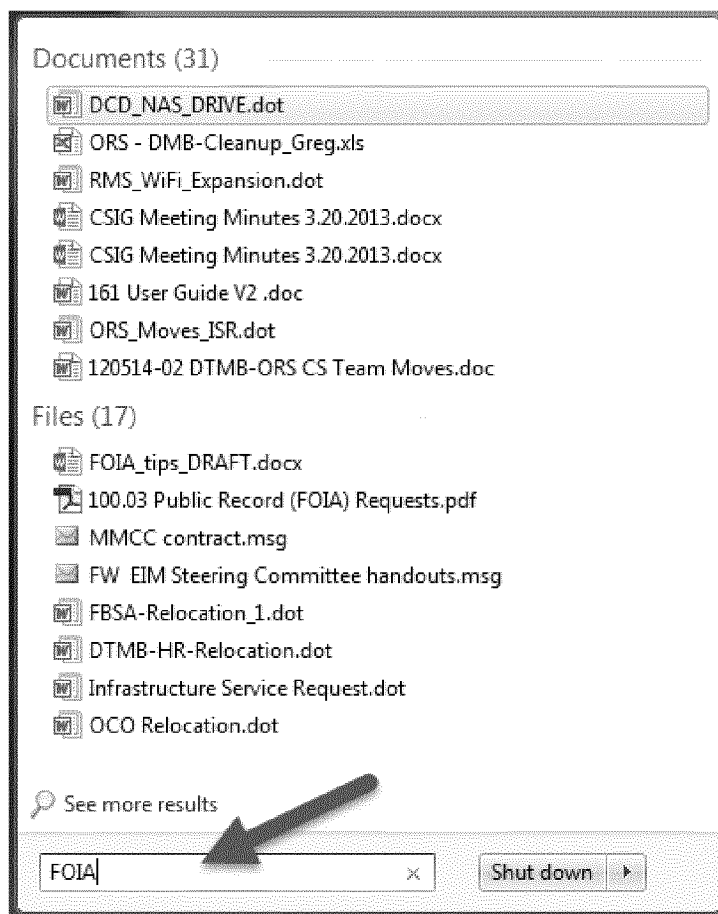 Documents (31)
DCD_NAS_DRIVE.dot
ORS - DMB-Cleanup_Greg.xls
RMS_WiFi_Expansion.dot
CSIG Meeting Minutes 3.20.2013.docx
CSIG Meeting Minutes 3.20.2013.docx
161 User Guide V2 .doc
ORS_Moves_ISR.dot
120514-02 DTMB-ORS CS Team Moves.doc
Files (17)
FOIA_tips_DRAFT.docx
100.03 Public Record (FOIA) Requests.pdf
MMCC contract.msg
FW  EIM Steering Committee handouts.msg
FBSA-Relocation_1.dot
DTMB-HR-Relocation.dot
Infrastructure Service Request.dot
OCO Relocation.dot
See more results
FOIA Shut down